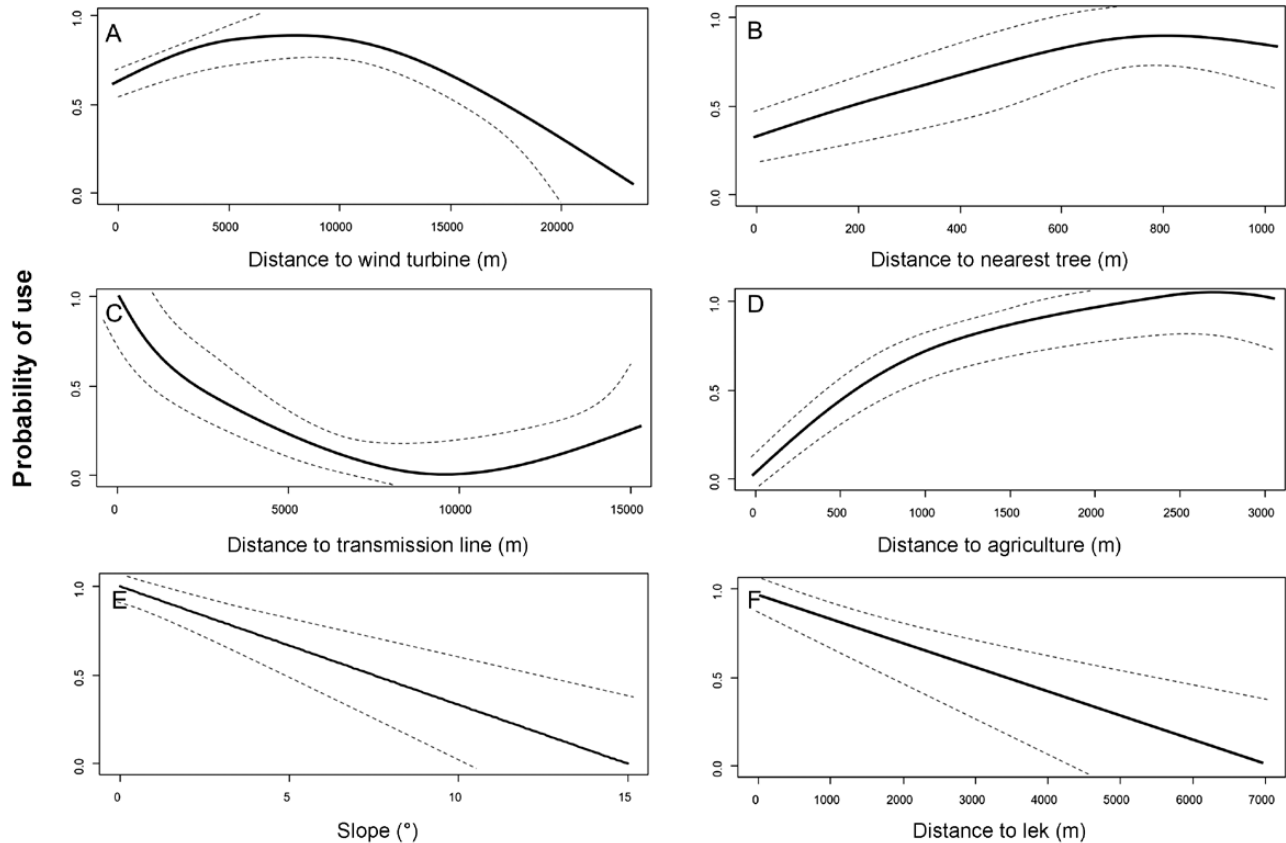 Probability of use
A
1.0
0.5
0.0
0 5000 10000 15000 20000
Distance to wind turbine (m)
B
1.0
0.5
0.0
0 200 400 600 800 1000
Distance to nearest tree (m)
C
1.0
0.5
0.0
0 5000 10000 15000
Distance to transmission line (m)
D
1.0
0.5
0.0
0 500 1000 1500 2000 2500 3000
Distance to agriculture (m)
E
1.0
0.5
0.0
0 5 10 15
Slope (°)
F
1.0
0.5
0.0
0 1000 2000 3000 4000 5000 6000 7000
Distance to lek (m)